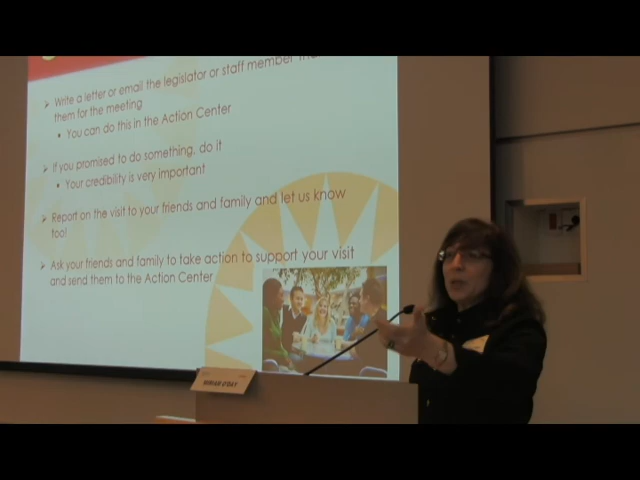 Write a letter or email the legislator or staff member
them for the meeting
You can do this in the Action Center
If you promised to do something, do it
Your credibility is very important
Report on the visit to your friends and family and let us know
too!
Ask your friends and family to take action to support your visit
and send them to the Action Center